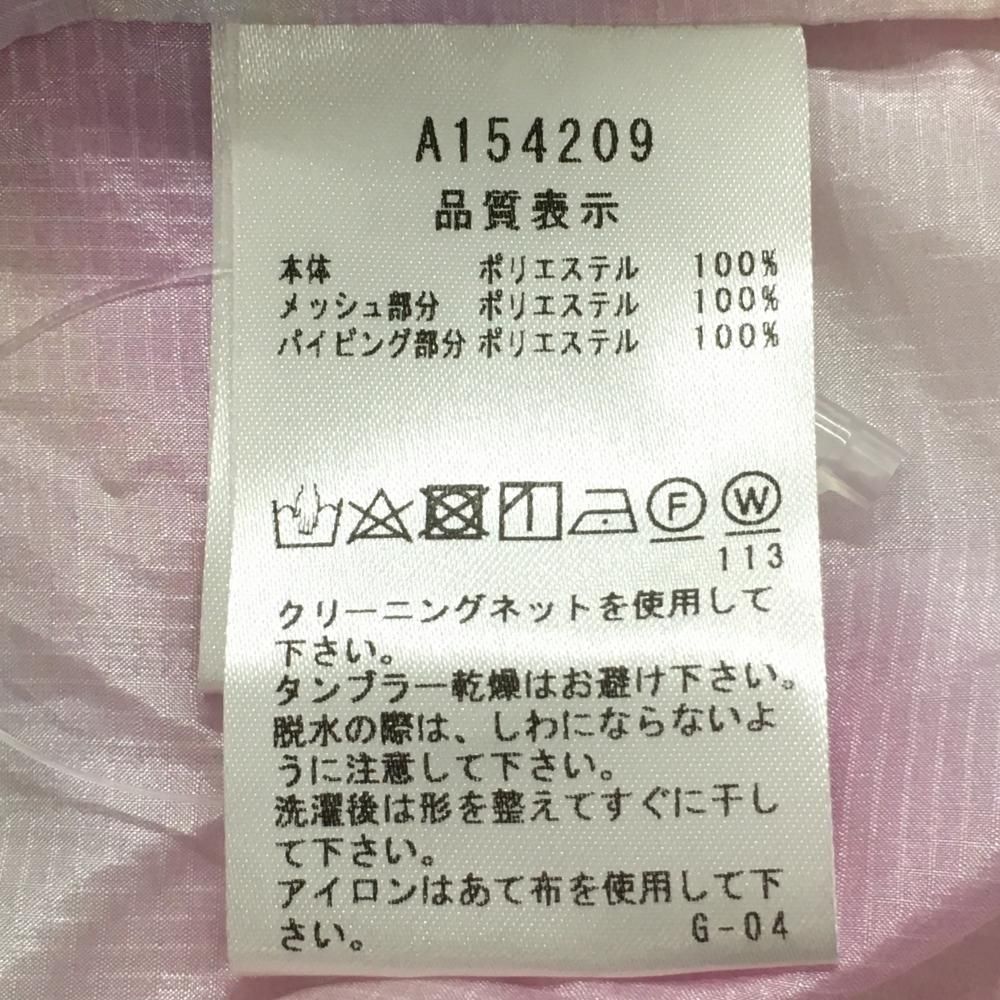 A154209
品質表示
本体 ポリエステル 100%
メッシュ部分 ポリエステル 100%
パイピング部分 ポリエステル 100%
F W
113
クリーニングネットを使用して
下さい。
タンブラー乾燥はお避け下さい。
脱水の際は、しわにならないよ
うに注意して下さい。
洗濯後は形を整えてすぐに干し
て下さい。
アイロンはあて布を使用して下
さい。 G-04